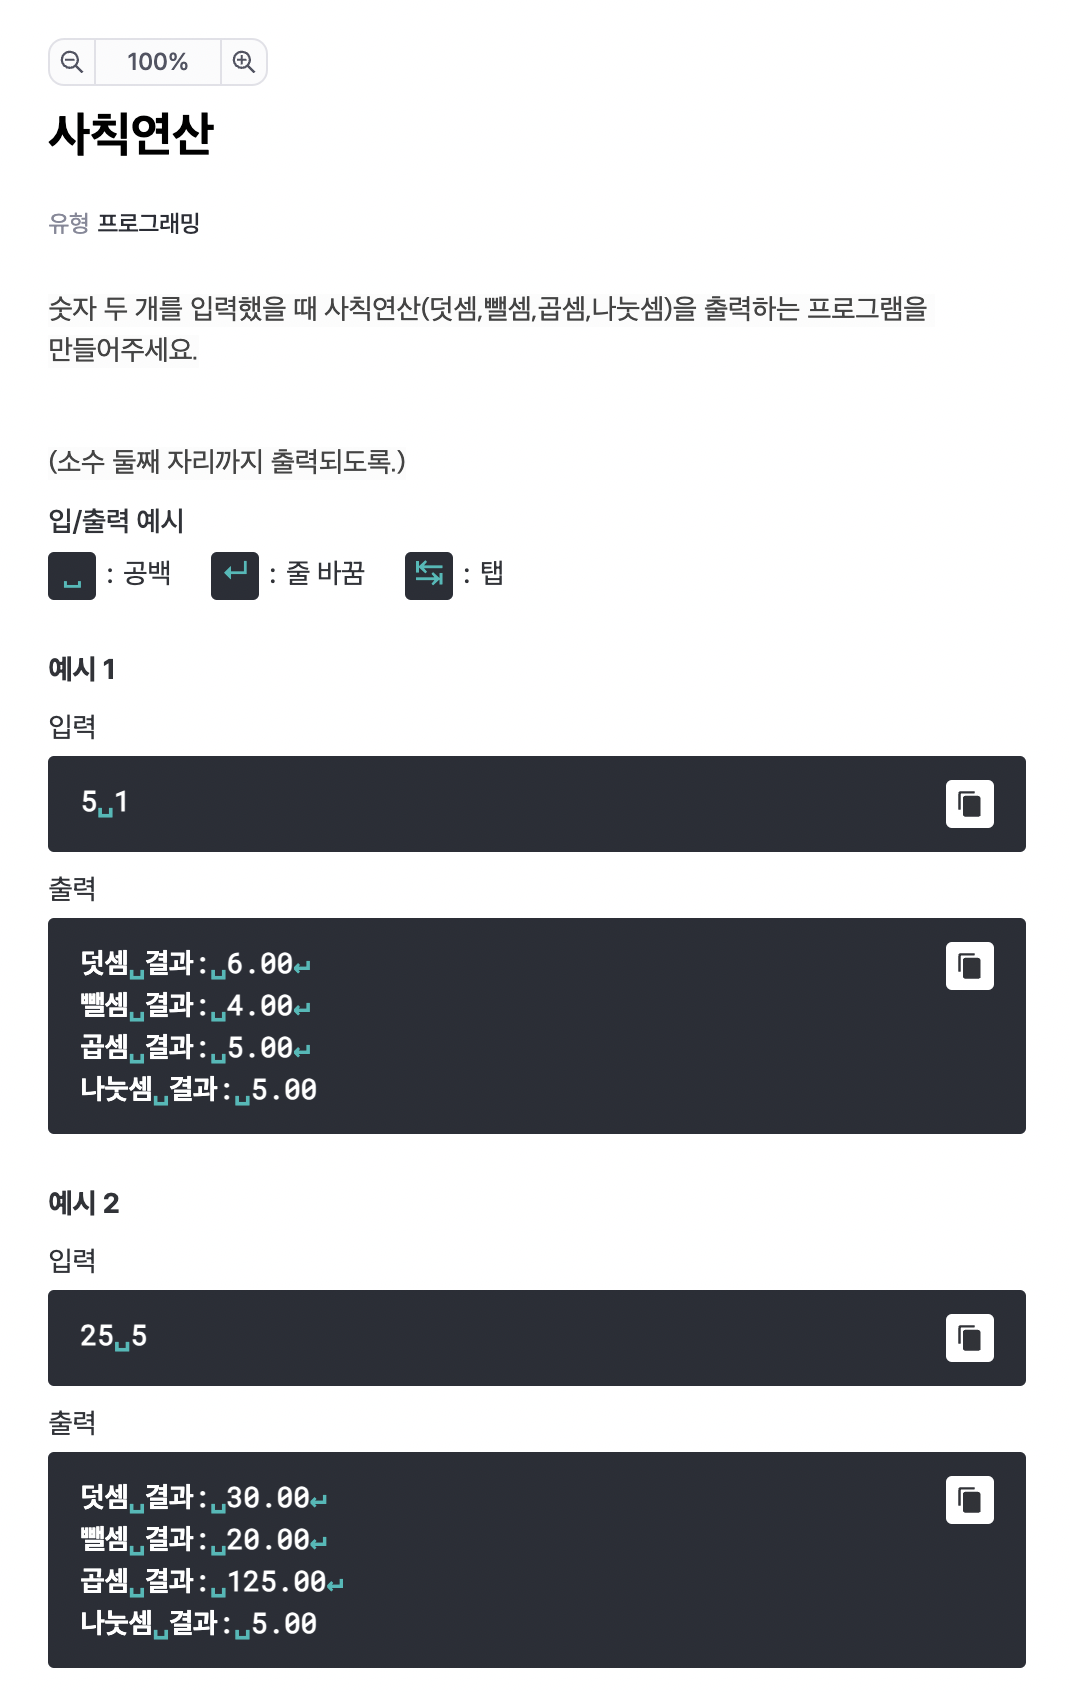 100%
사칙연산
유형 프로그래밍
숫자 두 개를 입력했을 때 사칙연산(덧셈,뺄셈,곱셈,나눗셈)을 출력하는 프로그램을
만들어주세요.
(소수 둘째 자리까지 출력되도록.)
입/출력 예시
␣ : 공백 ↵ : 줄 바꿈 ↹ : 탭
예시 1
입력
5␣1
출력
덧셈␣결과:␣6.00↵
뺄셈␣결과:␣4.00↵
곱셈␣결과:␣5.00↵
나눗셈␣결과:␣5.00
예시 2
입력
25␣5
출력
덧셈␣결과:␣30.00↵
뺄셈␣결과:␣20.00↵
곱셈␣결과:␣125.00↵
나눗셈␣결과:␣5.00